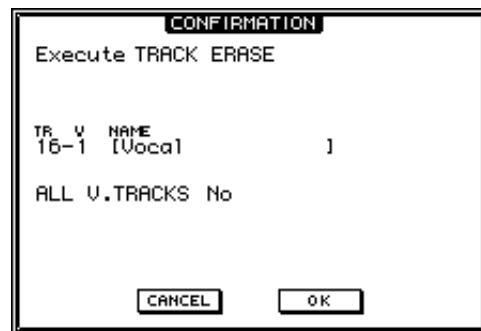 CONFIRMATION
Execute TRACK ERASE
TR V NAME
16-1 [Vocal ]
ALL V.TRACKS No
CANCEL OK